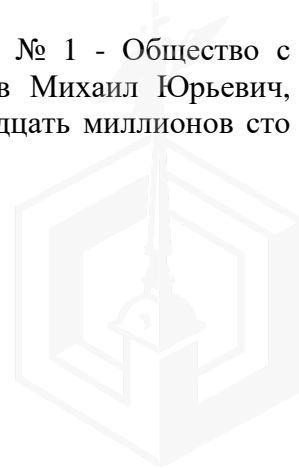 № 1 - Общество с
в Михаил Юрьевич,
дцать миллионов сто